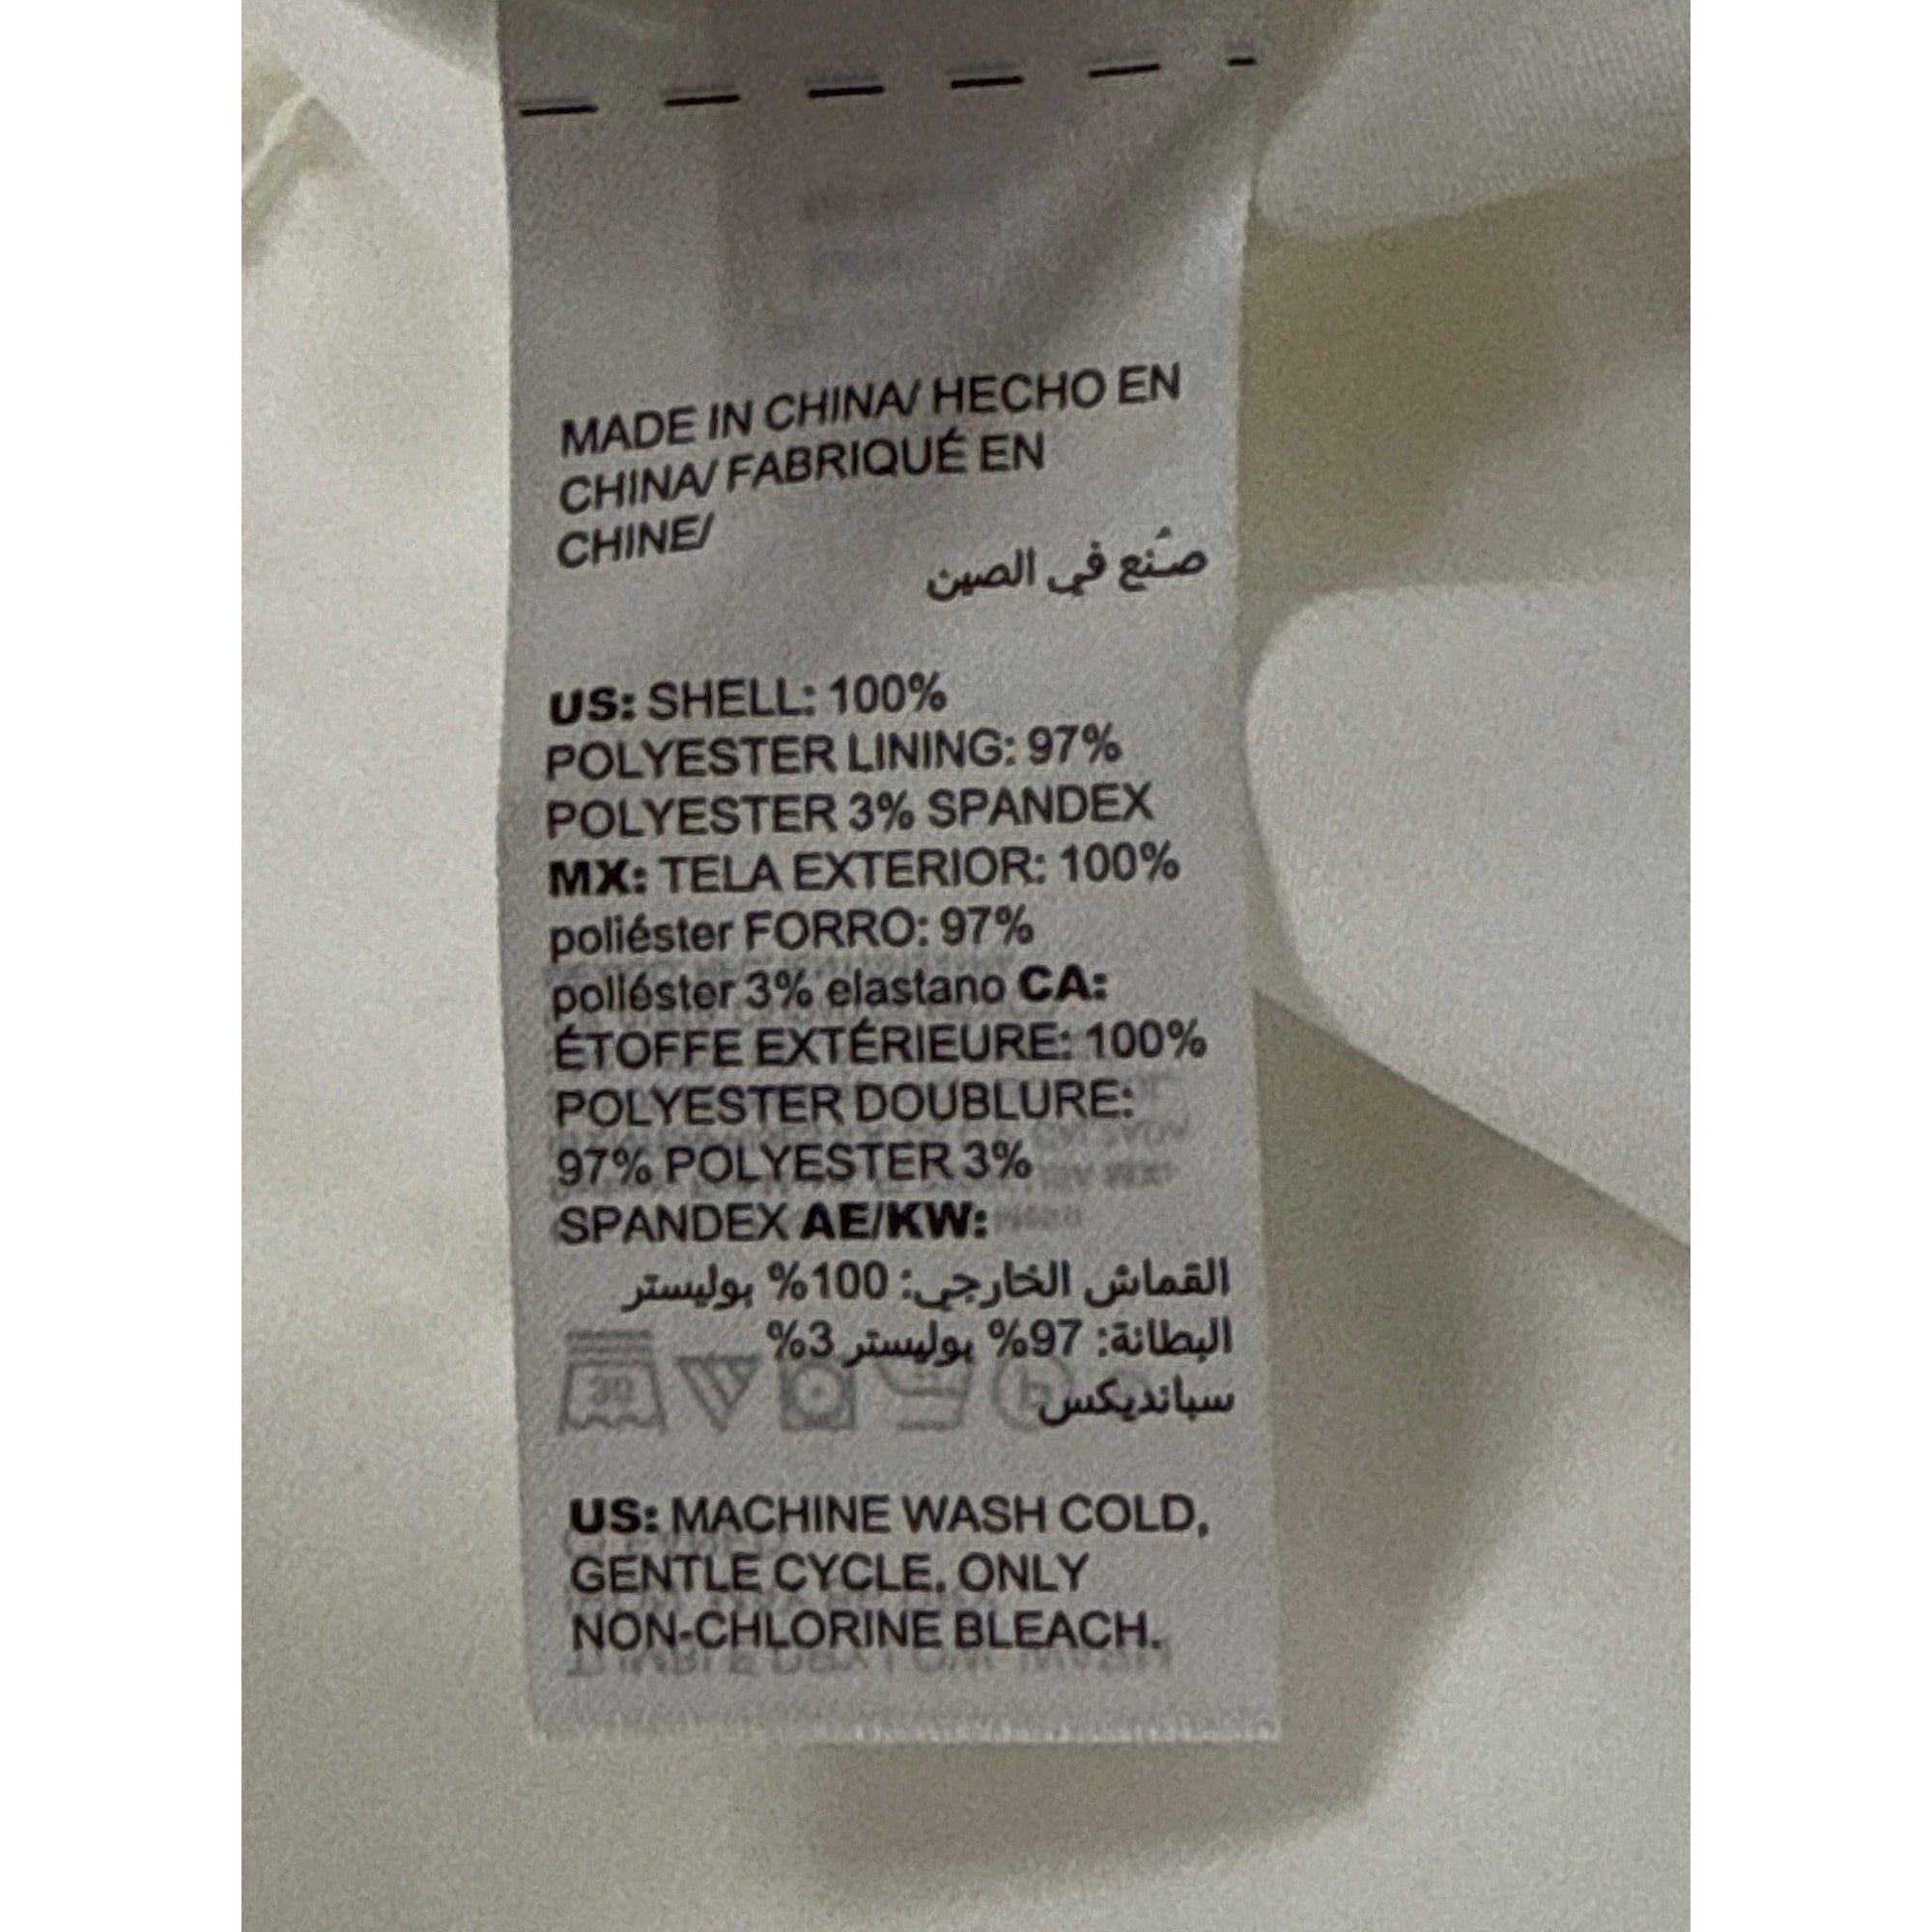 MADE IN CHINA/ HECHO EN
CHINA/ FABRIQUÉ EN
CHINE/
صُنع في الصين
US: SHELL: 100%
POLYESTER LINING: 97%
POLYESTER 3% SPANDEX
MX: TELA EXTERIOR: 100%
poliéster FORRO: 97%
poliéster 3% elastano CA:
ÉTOFFE EXTÉRIEURE: 100%
POLYESTER DOUBLURE:
97% POLYESTER 3%
SPANDEX AE/KW:
القماش الخارجي: 100% بوليستر
البطانة: 97% بوليستر 3%
سبانديكس
30
US: MACHINE WASH COLD,
GENTLE CYCLE. ONLY
NON-CHLORINE BLEACH.